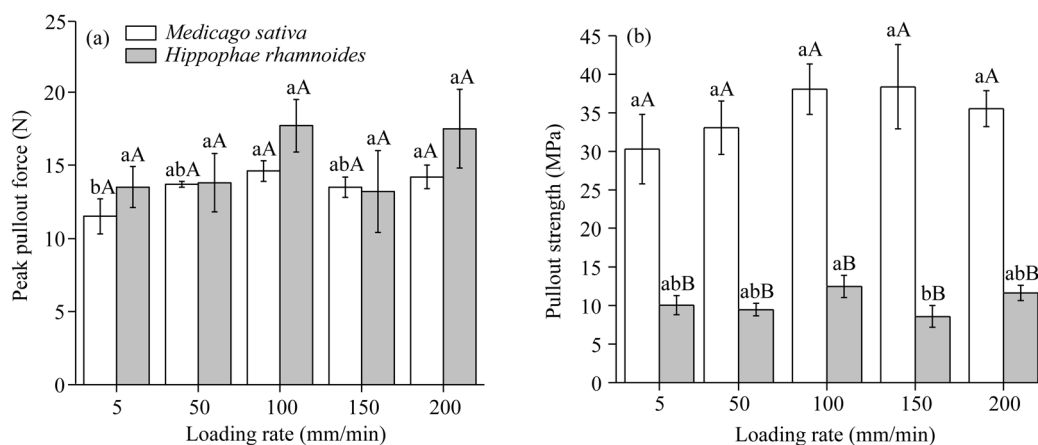 (a)
Medicago sativa
Hippophae rhamnoides
Peak pullout force (N)
25
20
15
10
5
0
bA
aA
abA
aA
aA
aA
abA
aA
aA
aA
5
50
100
150
200
Loading rate (mm/min)
(b)
Pullout strength (MPa)
45
40
35
30
25
20
15
10
5
0
aA
abB
aA
abB
aA
aB
aA
bB
aA
abB
5
50
100
150
200
Loading rate (mm/min)